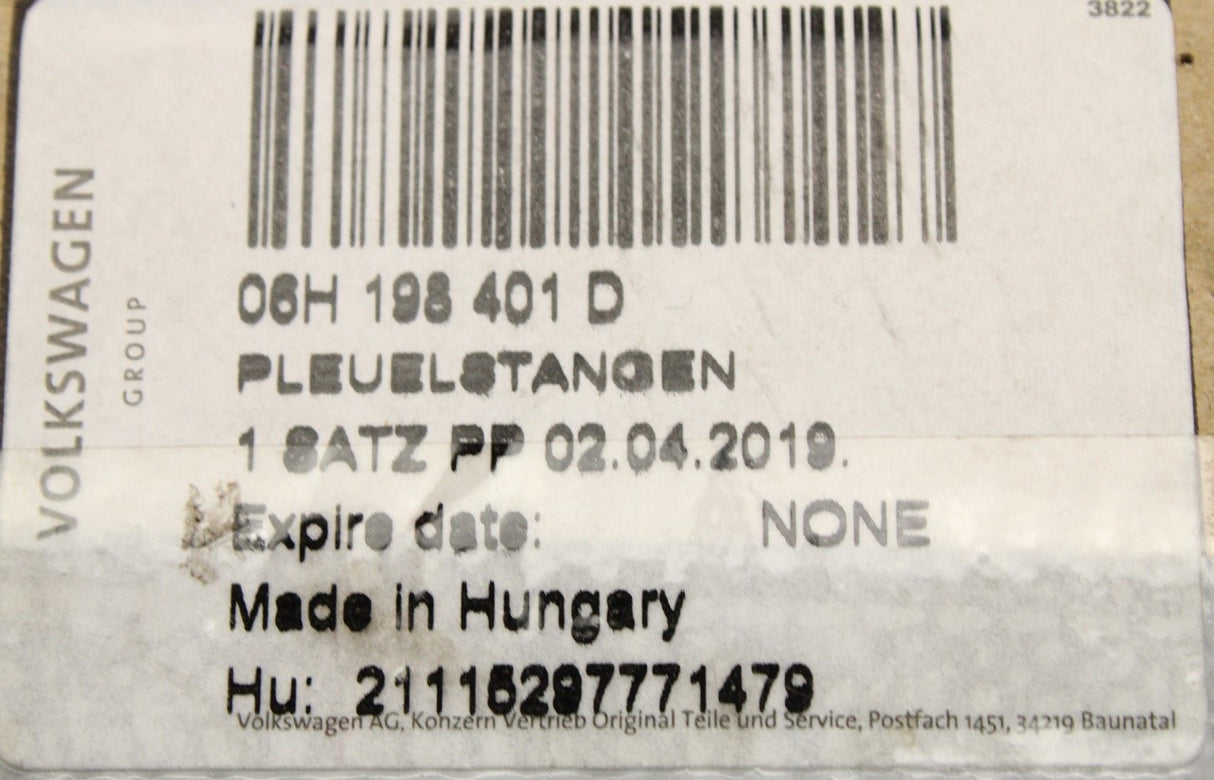 3822
VOLKSWAGEN
GROUP
06H 198 401 D
PLEUELSTANGEN
1 SATZ PP 02.04.2019.
Expire date: NONE
Made in Hungary
Hu: 21115297771479
Volkswagen AG, Konzern Vertrieb Original Teile und Service, Postfach 1451, 34219 Baunatal